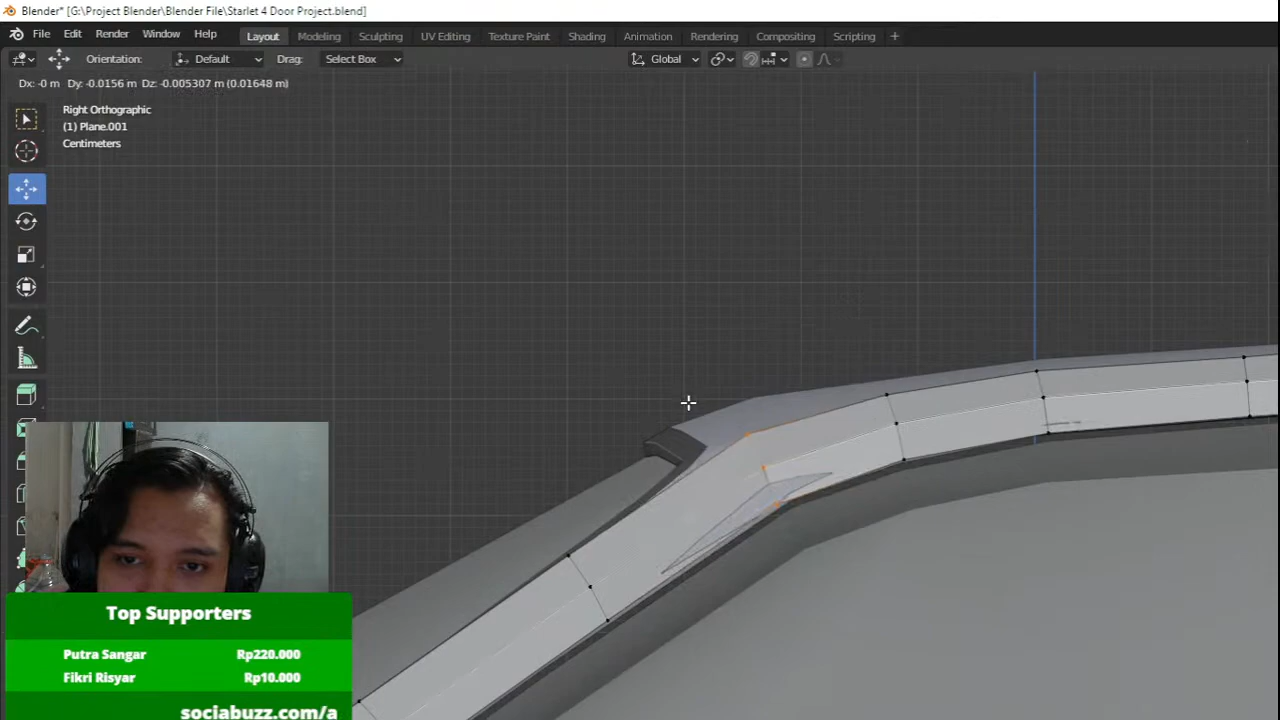 Blender* [G:\Project Blender\Blender File\Starlet 4 Door Project.blend]
File Edit Render Window Help Layout Modeling Sculpting UV Editing Texture Paint Shading Animation Rendering Compositing Scripting +
Orientation: Default Drag: Select Box Global
Dx: -0 m Dy: -0.0156 m Dz: -0.005307 m (0.01648 m)
Right Orthographic
(1) Plane.001
Centimeters
Top Supporters
Putra Sangar Rp220.000
Fikri Risyar Rp10.000
sociabuzz.com/a